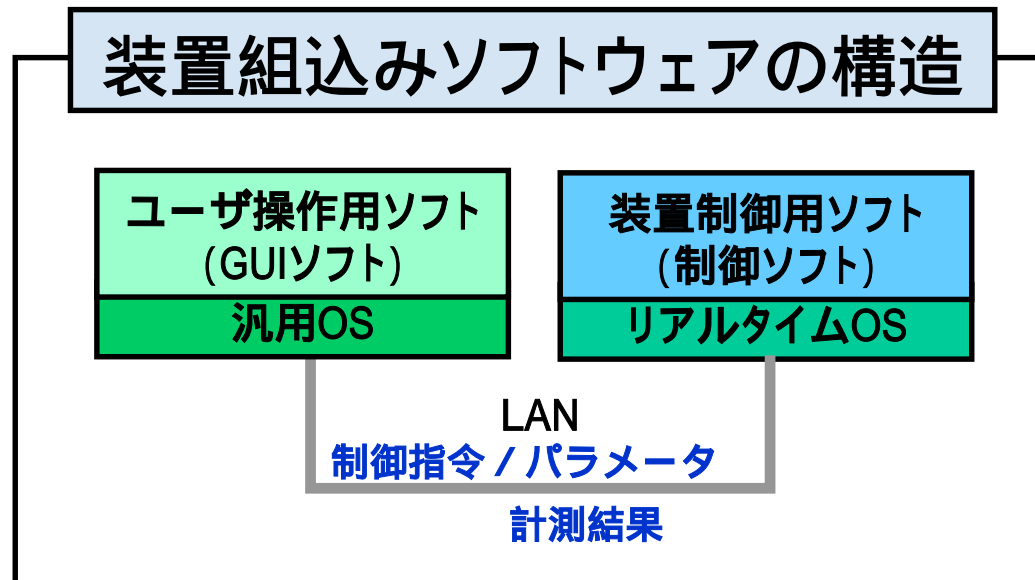 装置組込みソフトウェアの構造
ユーザ操作用ソフト
(GUIソフト)
汎用OS
装置制御用ソフト
(制御ソフト)
リアルタイムOS
LAN
制御指令/パラメータ
計測結果